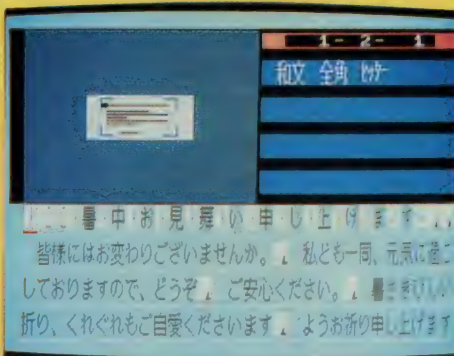 1- 2- 1
和文 全角 ｾﾝﾀｰ
暑中お見舞い申し上げます
皆様にはお変わりございませんか。 私ども一同、元気に過ご
しておりますので、どうぞ ご安心ください。 暑さ
折り、くれぐれもご自愛くださいます ようお祈り申し上げます